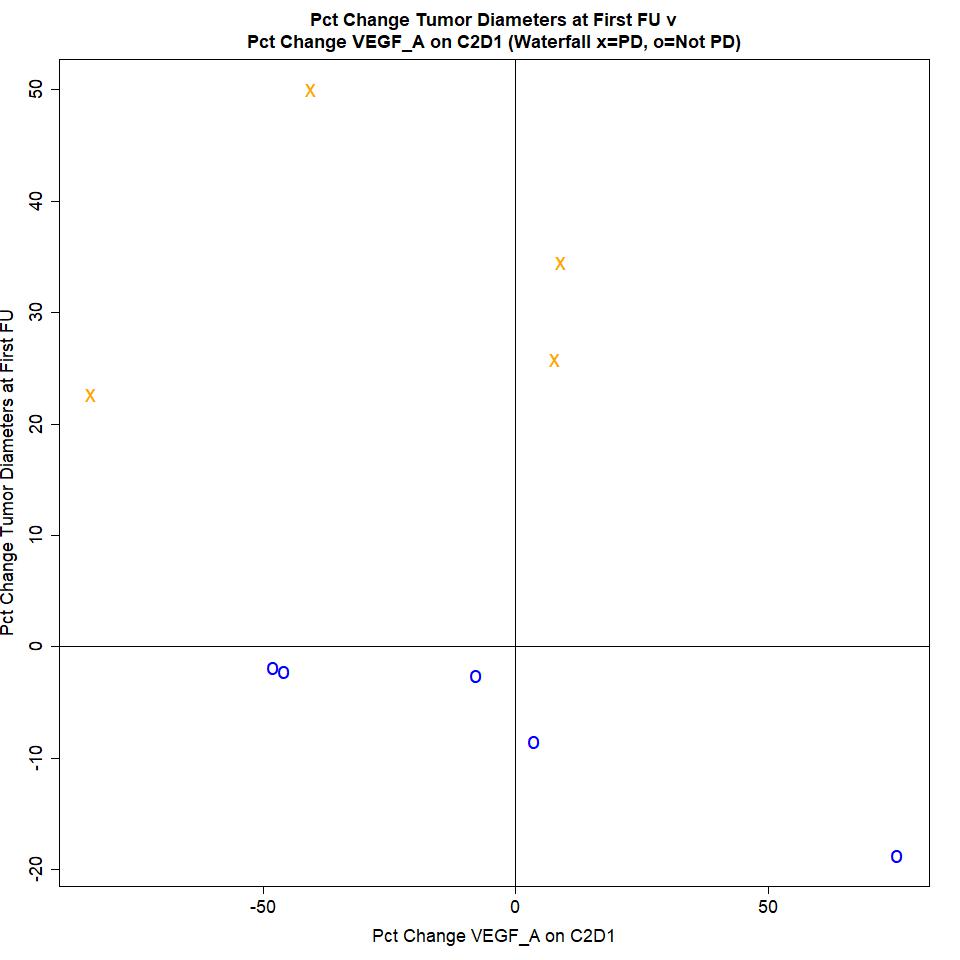 Pct Change Tumor Diameters at First FU v
Pct Change VEGF_A on C2D1 (Waterfall x=PD, o=Not PD)
Pct Change Tumor Diameters at First FU
50
40
30
20
10
0
-10
-20
X
X
X
X
O
O
O
O
O
-50
0
50
Pct Change VEGF_A on C2D1